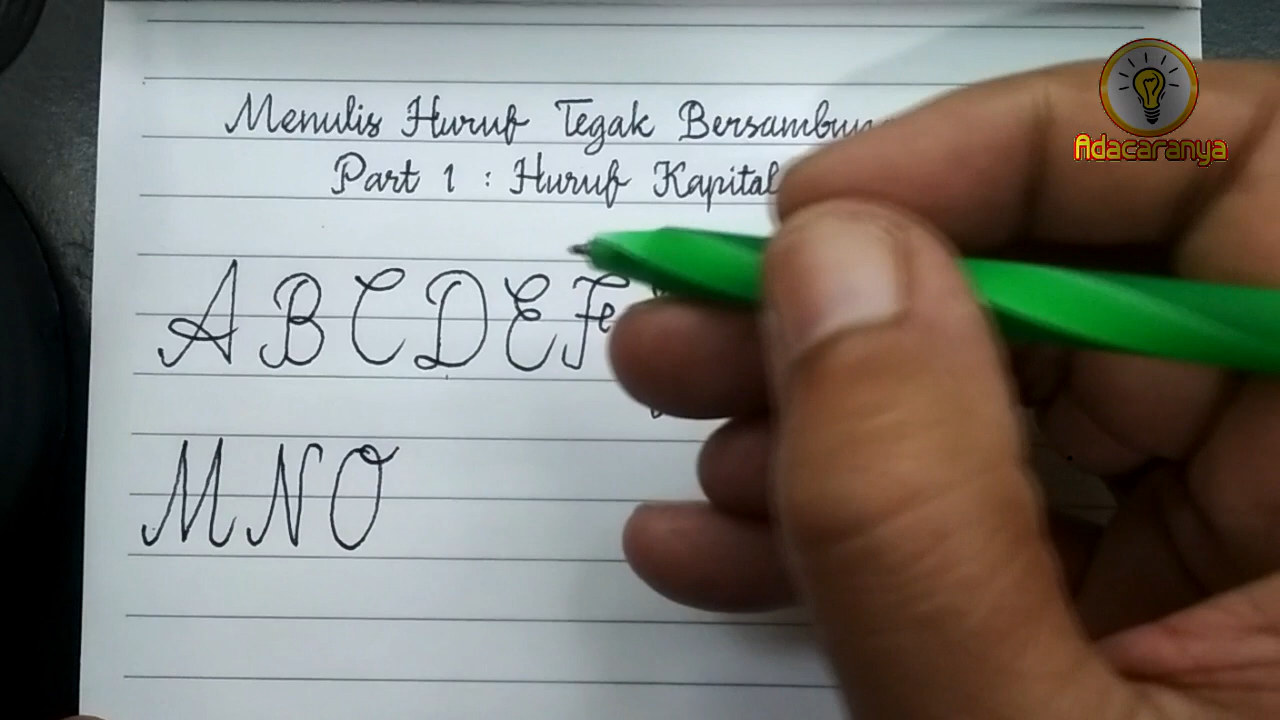 Menulis Huruf Tegak Bersambung
Part 1 : Huruf Kapital
A B C D E F
M N O
Adacaranya